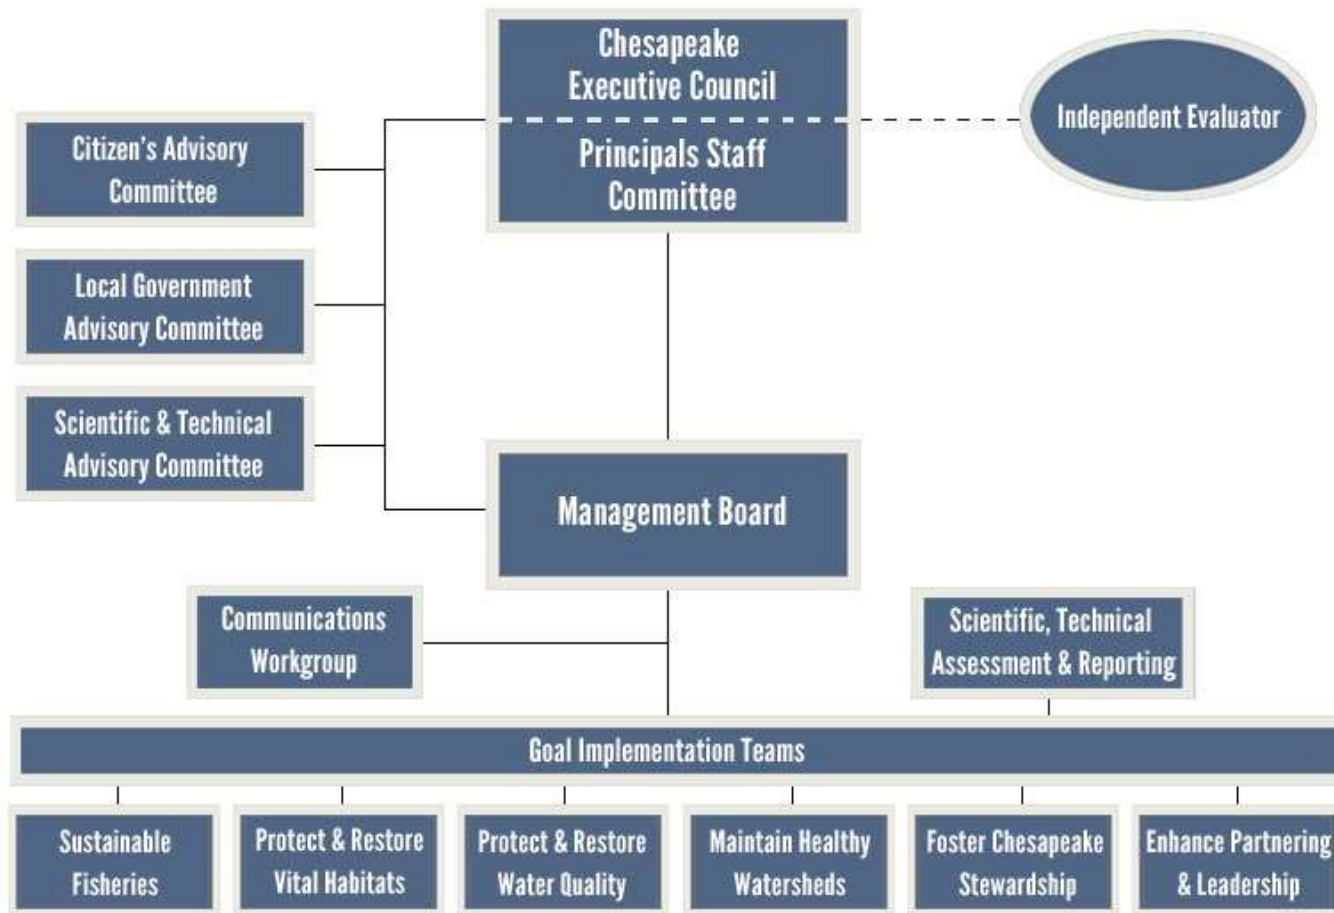 Chesapeake
Executive Council
Principals Staff
Committee
Independent Evaluator
Citizen's Advisory
Committee
Local Government
Advisory Committee
Scientific & Technical
Advisory Committee
Management Board
Communications
Workgroup
Scientific, Technical
Assessment & Reporting
Goal Implementation Teams
Sustainable
Fisheries
Protect & Restore
Vital Habitats
Protect & Restore
Water Quality
Maintain Healthy
Watersheds
Foster Chesapeake
Stewardship
Enhance Partnering
& Leadership